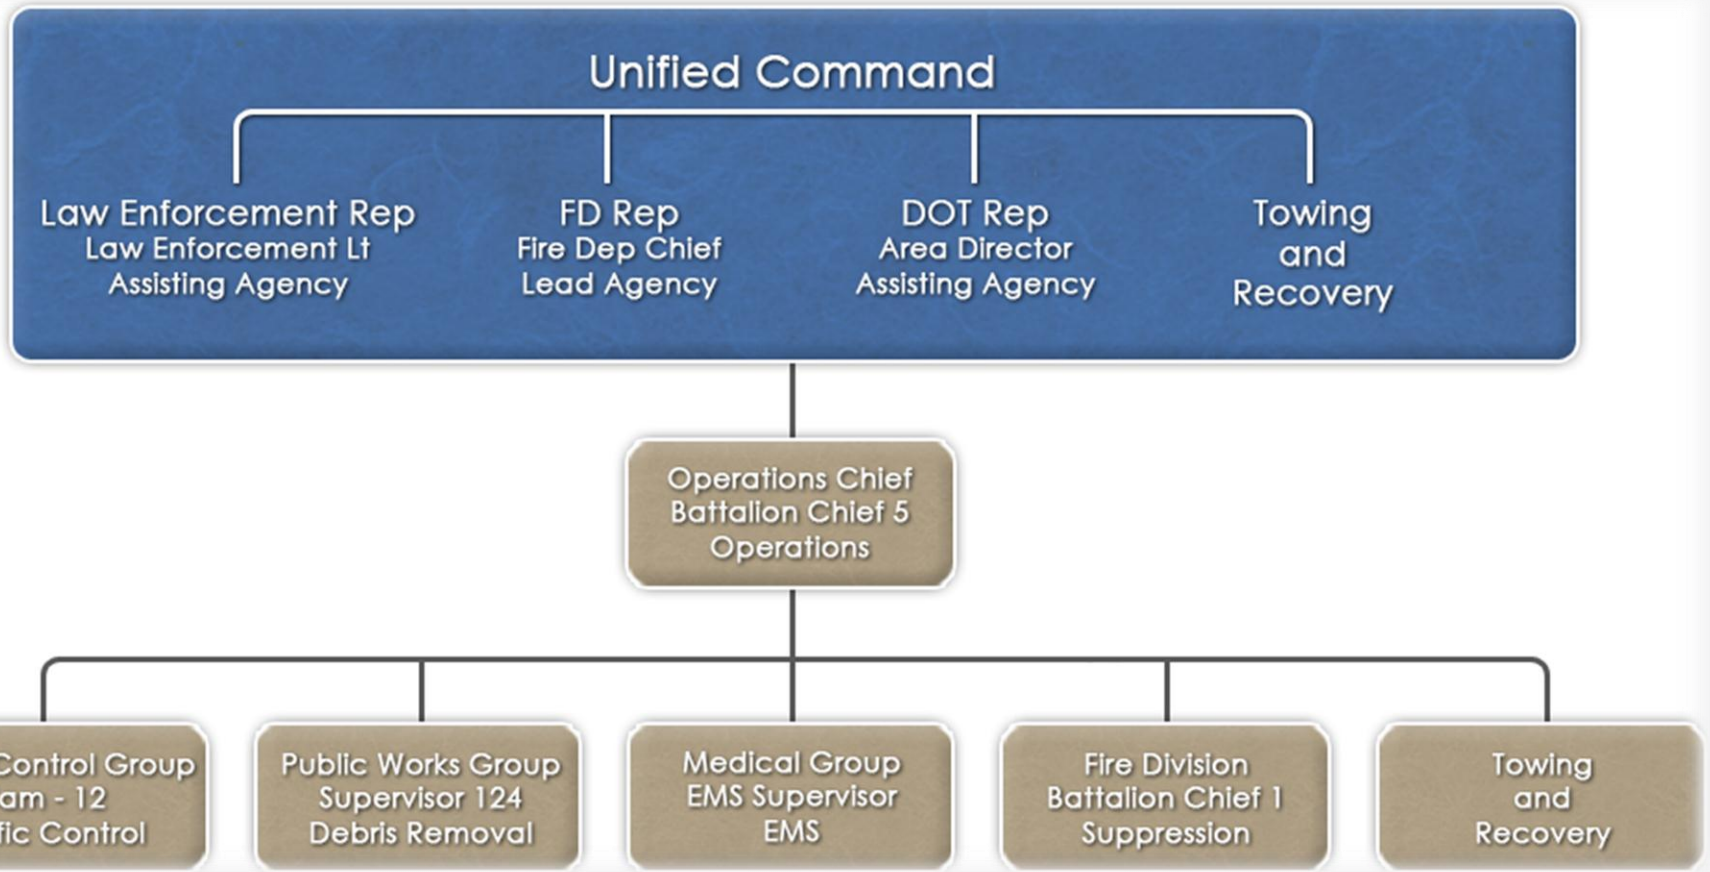 Unified Command
Law Enforcement Rep
Law Enforcement Lt
Assisting Agency
FD Rep
Fire Dep Chief
Lead Agency
DOT Rep
Area Director
Assisting Agency
Towing
and
Recovery
Operations Chief
Battalion Chief 5
Operations
Control Group
am - 12
fic Control
Public Works Group
Supervisor 124
Debris Removal
Medical Group
EMS Supervisor
EMS
Fire Division
Battalion Chief 1
Suppression
Towing
and
Recovery